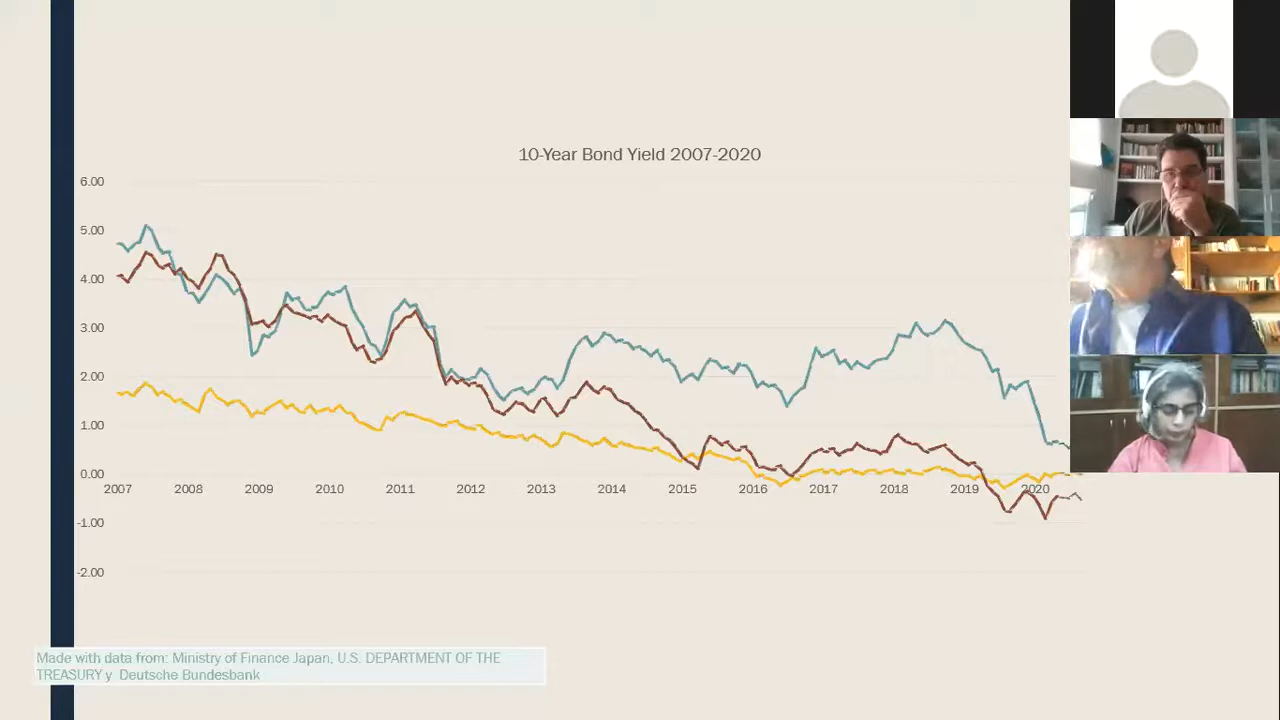 10-Year Bond Yield 2007-2020
6.00
5.00
4.00
3.00
2.00
1.00
0.00
2007 2008 2009 2010 2011 2012 2013 2014 2015 2016 2017 2018 2019 2020
-1.00
-2.00
Made with data from: Ministry of Finance Japan, U.S. DEPARTMENT OF THE
TREASURY y Deutsche Bundesbank